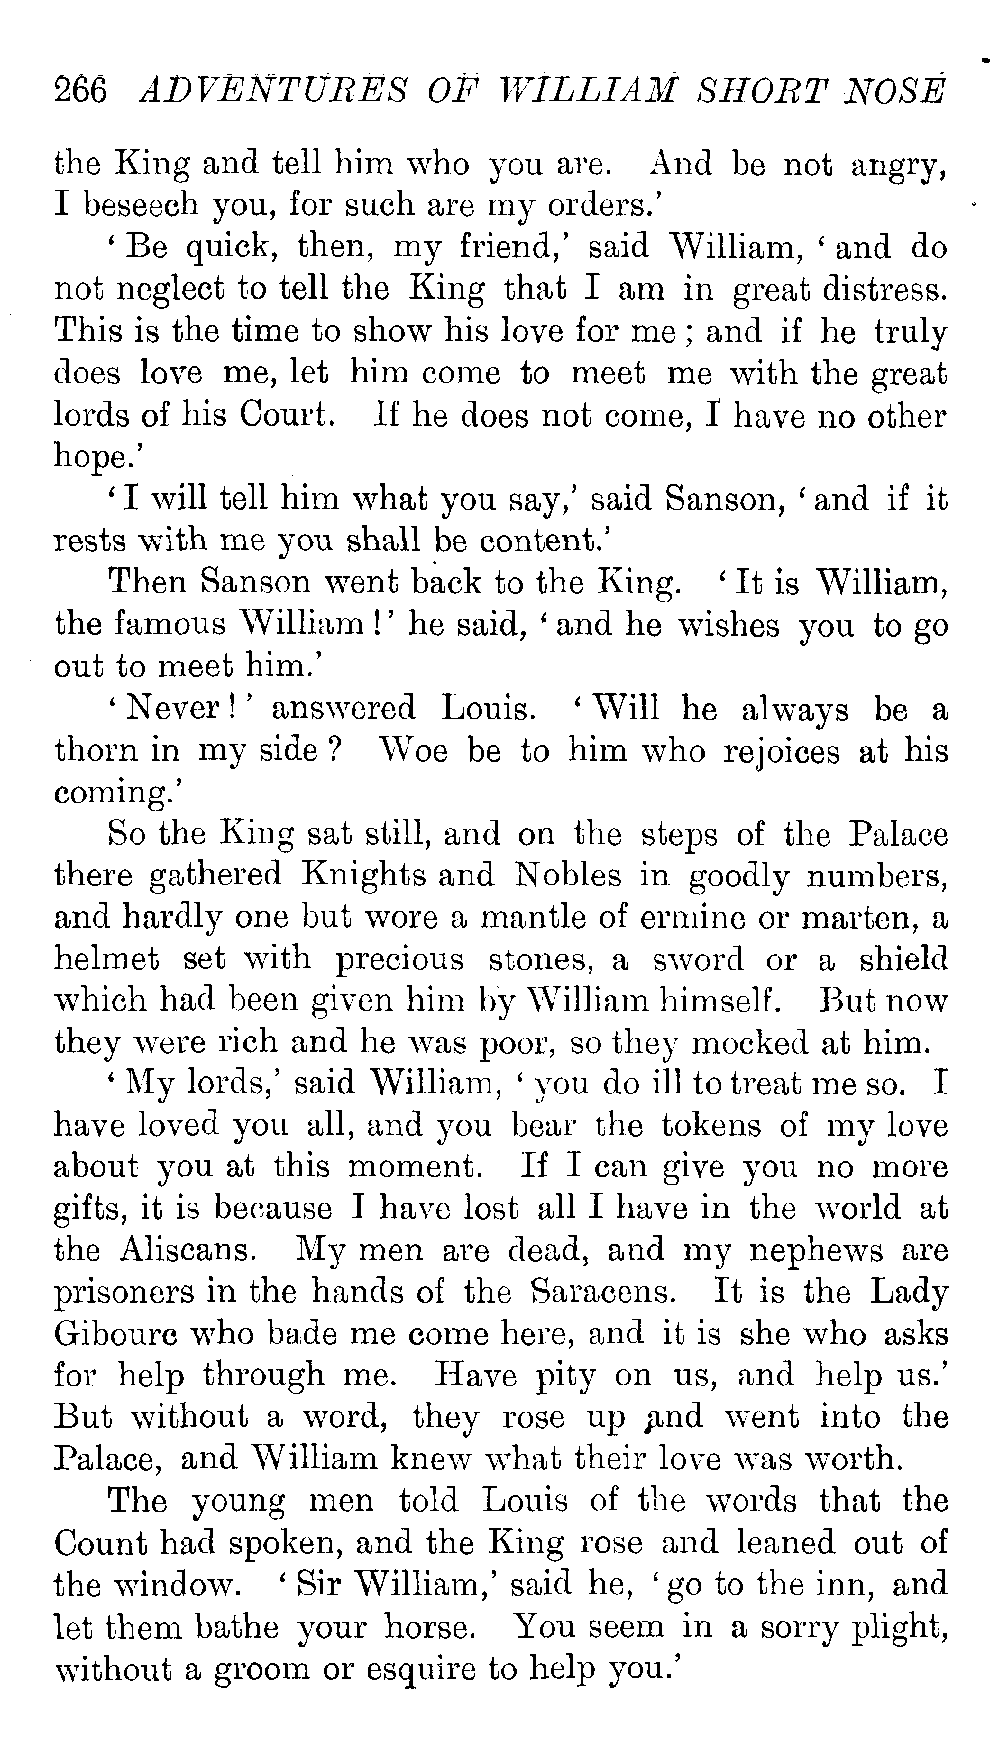 266 ADVENTURES OF WILLIAM SHORT NOSE
the King and tell him who you are. And be not angry,
I beseech you, for such are my orders.’
‘ Be quick, then, my friend,’ said William, ‘ and do
not neglect to tell the King that I am in great distress.
This is the time to show his love for me ; and if he truly
does love me, let him come to meet me with the great
lords of his Court. If he does not come, I have no other
hope.’
‘ I will tell him what you say,’ said Sanson, ‘ and if it
rests with me you shall be content.’
Then Sanson went back to the King. ‘ It is William,
the famous William ! ’ he said, ‘ and he wishes you to go
out to meet him.’
‘ Never ! ’ answered Louis. ‘ Will he always be a
thorn in my side ? Woe be to him who rejoices at his
coming.’
So the King sat still, and on the steps of the Palace
there gathered Knights and Nobles in goodly numbers,
and hardly one but wore a mantle of ermine or marten, a
helmet set with precious stones, a sword or a shield
which had been given him by William himself. But now
they were rich and he was poor, so they mocked at him.
‘ My lords,’ said William, ‘ you do ill to treat me so. I
have loved you all, and you bear the tokens of my love
about you at this moment. If I can give you no more
gifts, it is because I have lost all I have in the world at
the Aliscans. My men are dead, and my nephews are
prisoners in the hands of the Saracens. It is the Lady
Gibourc who bade me come here, and it is she who asks
for help through me. Have pity on us, and help us.’
But without a word, they rose up and went into the
Palace, and William knew what their love was worth.
The young men told Louis of the words that the
Count had spoken, and the King rose and leaned out of
the window. ‘ Sir William,’ said he, ‘ go to the inn, and
let them bathe your horse. You seem in a sorry plight,
without a groom or esquire to help you.’